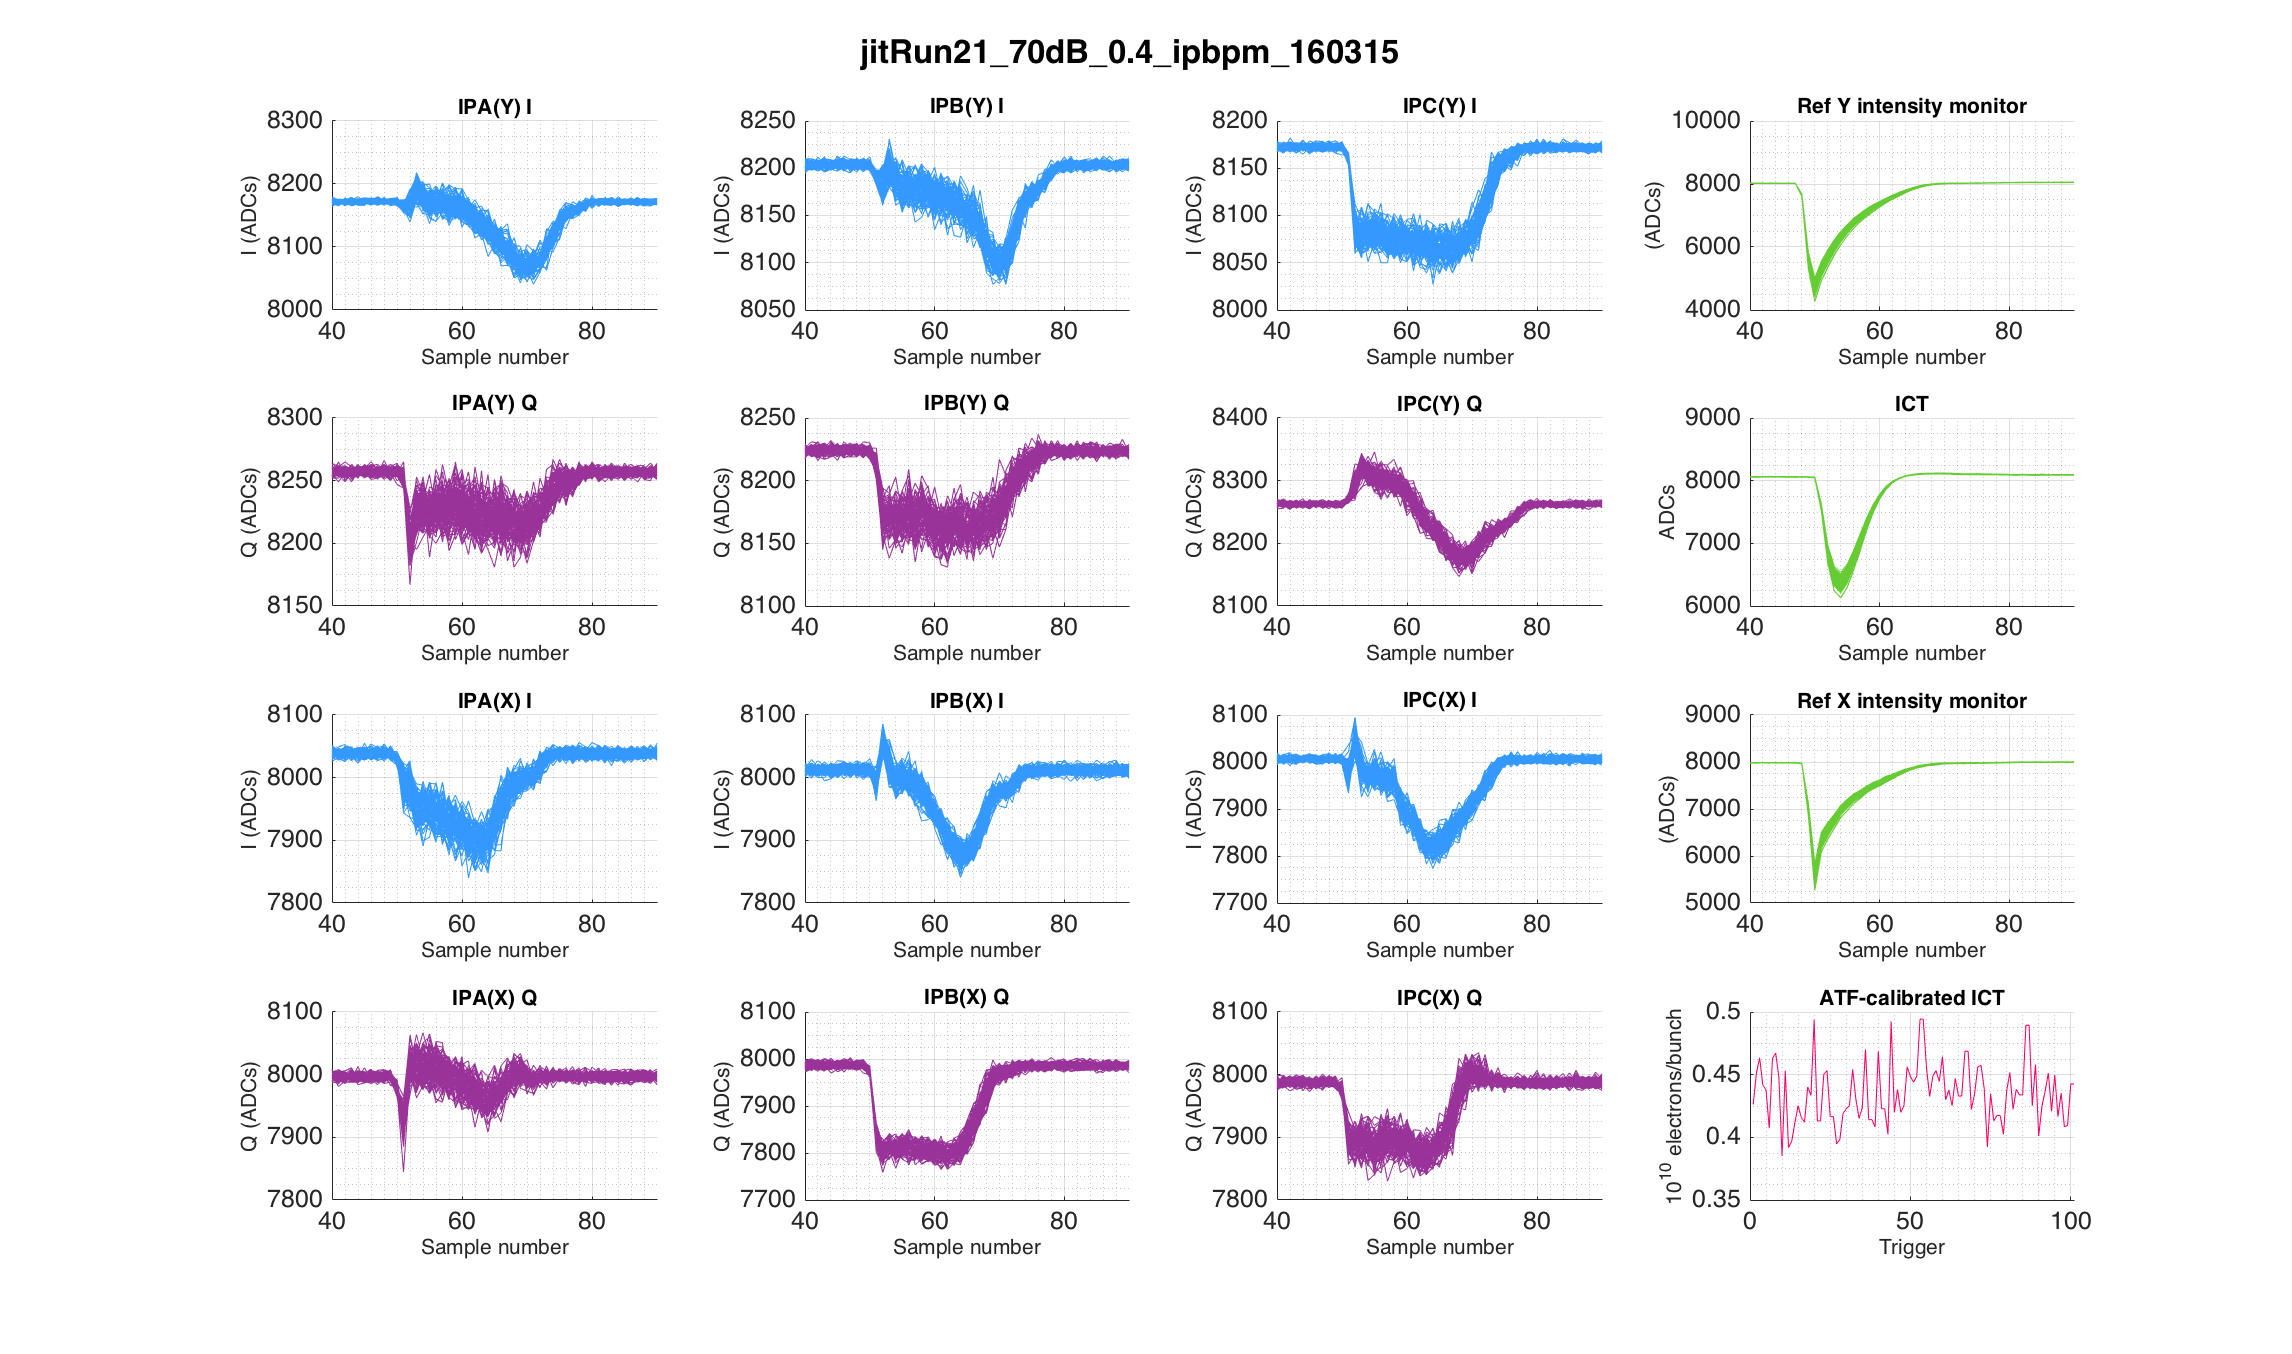 jitRun21_70dB_0.4_ipbpm_160315
IPA(Y) I
8300
8200
8100
8000
I (ADCs)
40 60 80
Sample number
IPB(Y) I
8250
8200
8150
8100
8050
I (ADCs)
40 60 80
Sample number
IPC(Y) I
8200
8150
8100
8050
8000
I (ADCs)
40 60 80
Sample number
Ref Y intensity monitor
10000
8000
6000
4000
(ADCs)
40 60 80
Sample number
IPA(Y) Q
8300
8250
8200
8150
Q (ADCs)
40 60 80
Sample number
IPB(Y) Q
8250
8200
8150
8100
Q (ADCs)
40 60 80
Sample number
IPC(Y) Q
8400
8300
8200
8100
Q (ADCs)
40 60 80
Sample number
ICT
9000
8000
7000
6000
ADCs
40 60 80
Sample number
IPA(X) I
8100
8000
7900
7800
I (ADCs)
40 60 80
Sample number
IPB(X) I
8100
8000
7900
7800
I (ADCs)
40 60 80
Sample number
IPC(X) I
8100
8000
7900
7800
7700
I (ADCs)
40 60 80
Sample number
Ref X intensity monitor
9000
8000
7000
6000
5000
(ADCs)
40 60 80
Sample number
IPA(X) Q
8100
8000
7900
7800
Q (ADCs)
40 60 80
Sample number
IPB(X) Q
8100
8000
7900
7800
7700
Q (ADCs)
40 60 80
Sample number
IPC(X) Q
8100
8000
7900
7800
Q (ADCs)
40 60 80
Sample number
ATF-calibrated ICT
0.5
0.45
0.4
0.35
10^10 electrons/bunch
0 50 100
Trigger